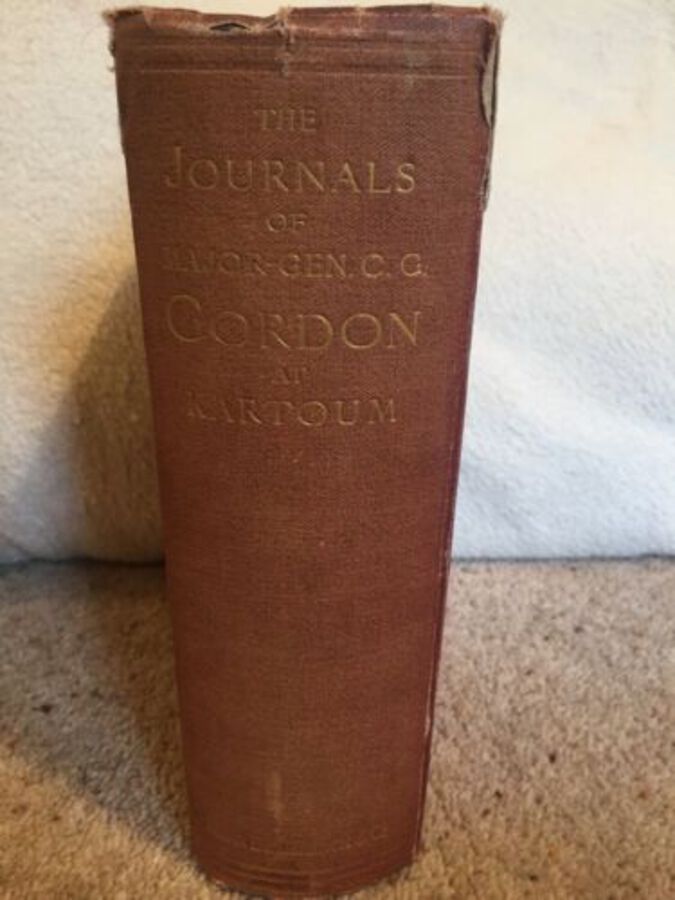 THE
JOURNALS
OF
MAJOR-GEN. C. G.
GORDON
AT
KARTOUM